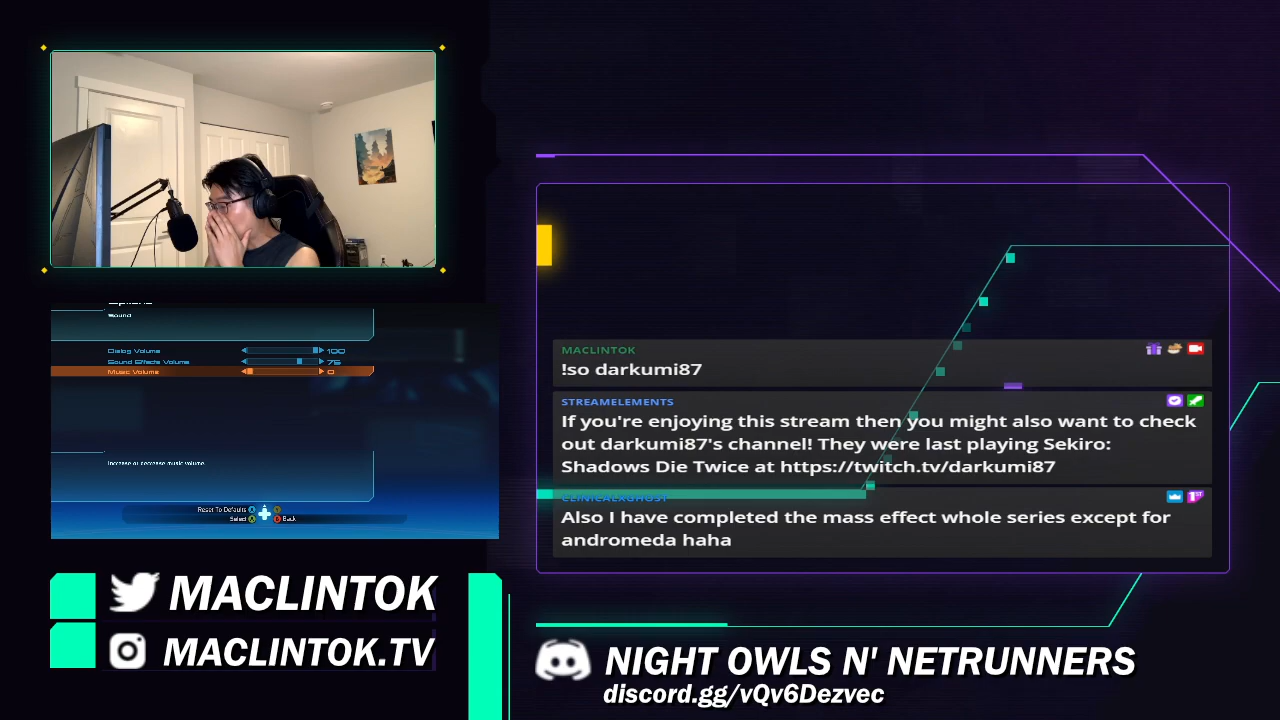 Sound
Dialog Volume 100
Sound Effects Volume 75
Music Volume 0
Increase or decrease music volume.
Reset To Defaults X Y
Select A B Back
MACLINTOK
MACLINTOK.TV
MACLINTOK
!so darkumi87
STREAMELEMENTS
If you're enjoying this stream then you might also want to check
out darkumi87's channel! They were last playing Sekiro:
Shadows Die Twice at https://twitch.tv/darkumi87
CLINICALXGHOST
Also I have completed the mass effect whole series except for
andromeda haha
NIGHT OWLS N' NETRUNNERS
discord.gg/vQv6Dezvec